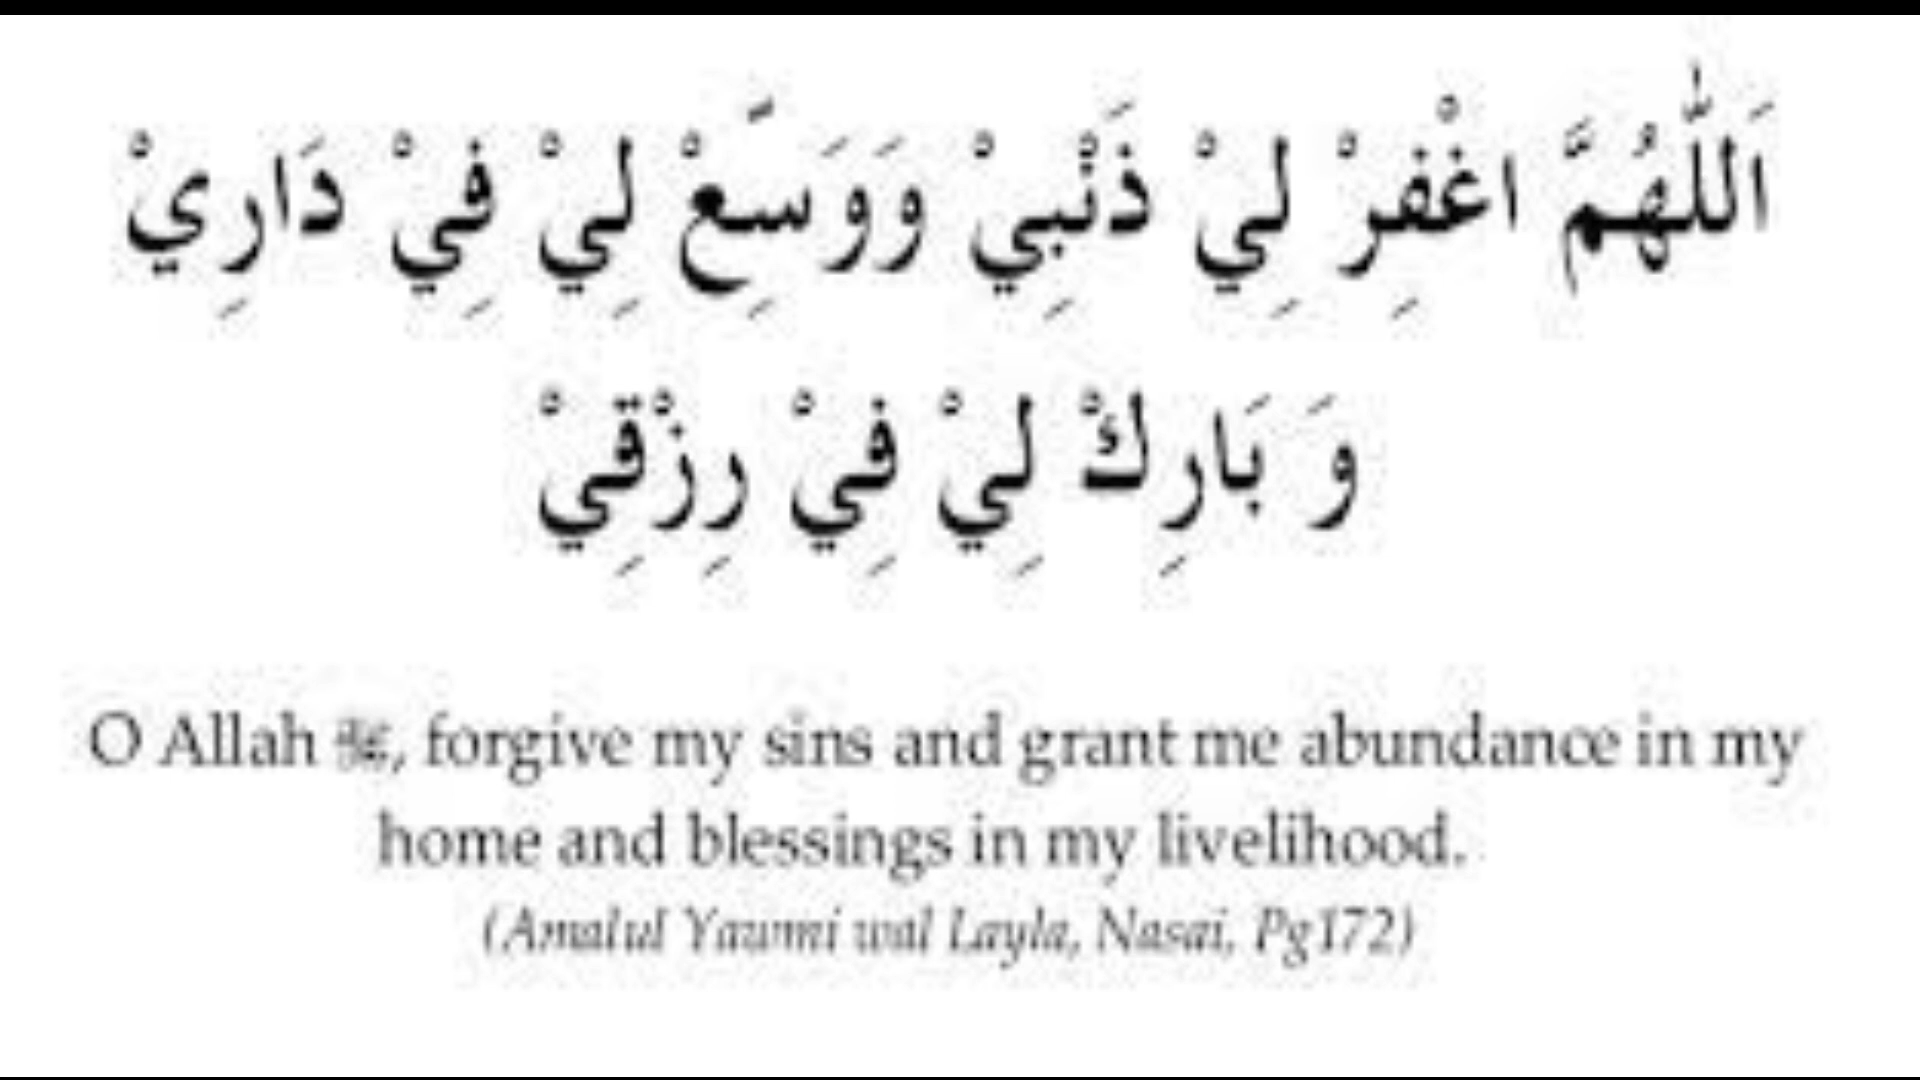 اَللّٰهُمَّ اغْفِرْ لِيْ ذَنْبِيْ وَوَسِّعْ لِيْ فِيْ دَارِيْ
وَ بَارِكْ لِيْ فِيْ رِزْقِيْ
O Allah ﷻ, forgive my sins and grant me abundance in my
home and blessings in my livelihood.
(Amalul Yawmi wal Layla, Nasai, Pg172)